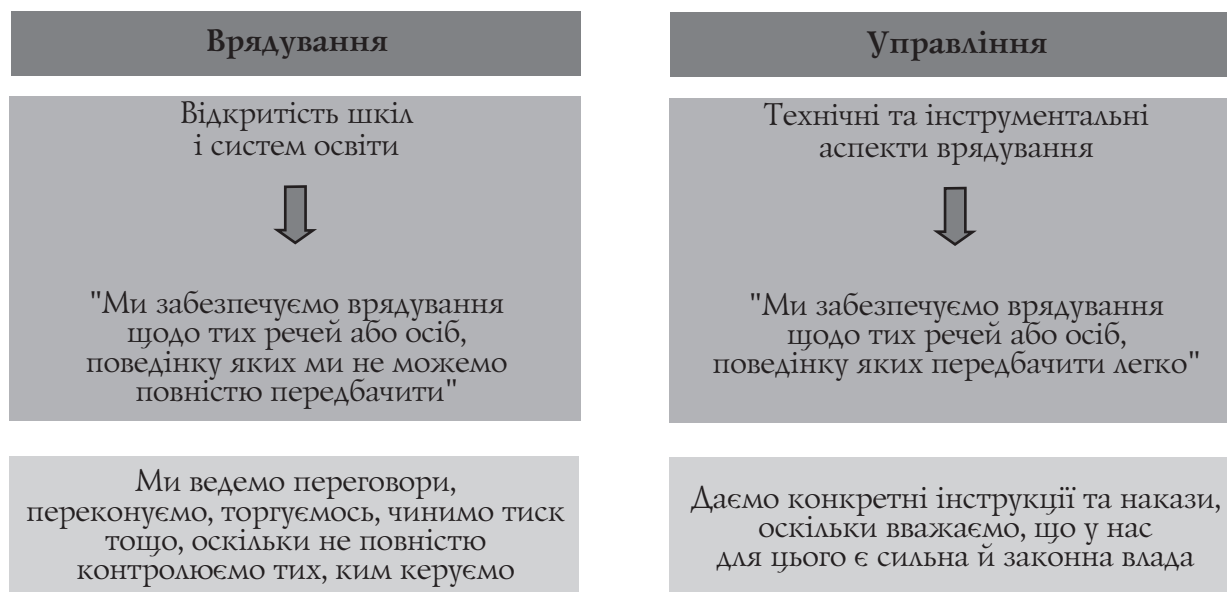 Врядування
Відкритість шкіл
і систем освіти
"Ми забезпечуємо врядування
щодо тих речей або осіб,
поведінку яких ми не можемо
повністю передбачити"
Ми ведемо переговори,
переконуємо, торгуємось, чинимо тиск
тощо, оскільки не повністю
контролюємо тих, ким керуємо
Управління
Технічні та інструментальні
аспекти врядування
"Ми забезпечуємо врядування
щодо тих речей або осіб,
поведінку яких передбачити легко"
Даємо конкретні інструкції та накази,
оскільки вважаємо, що у нас
для цього є сильна й законна влада